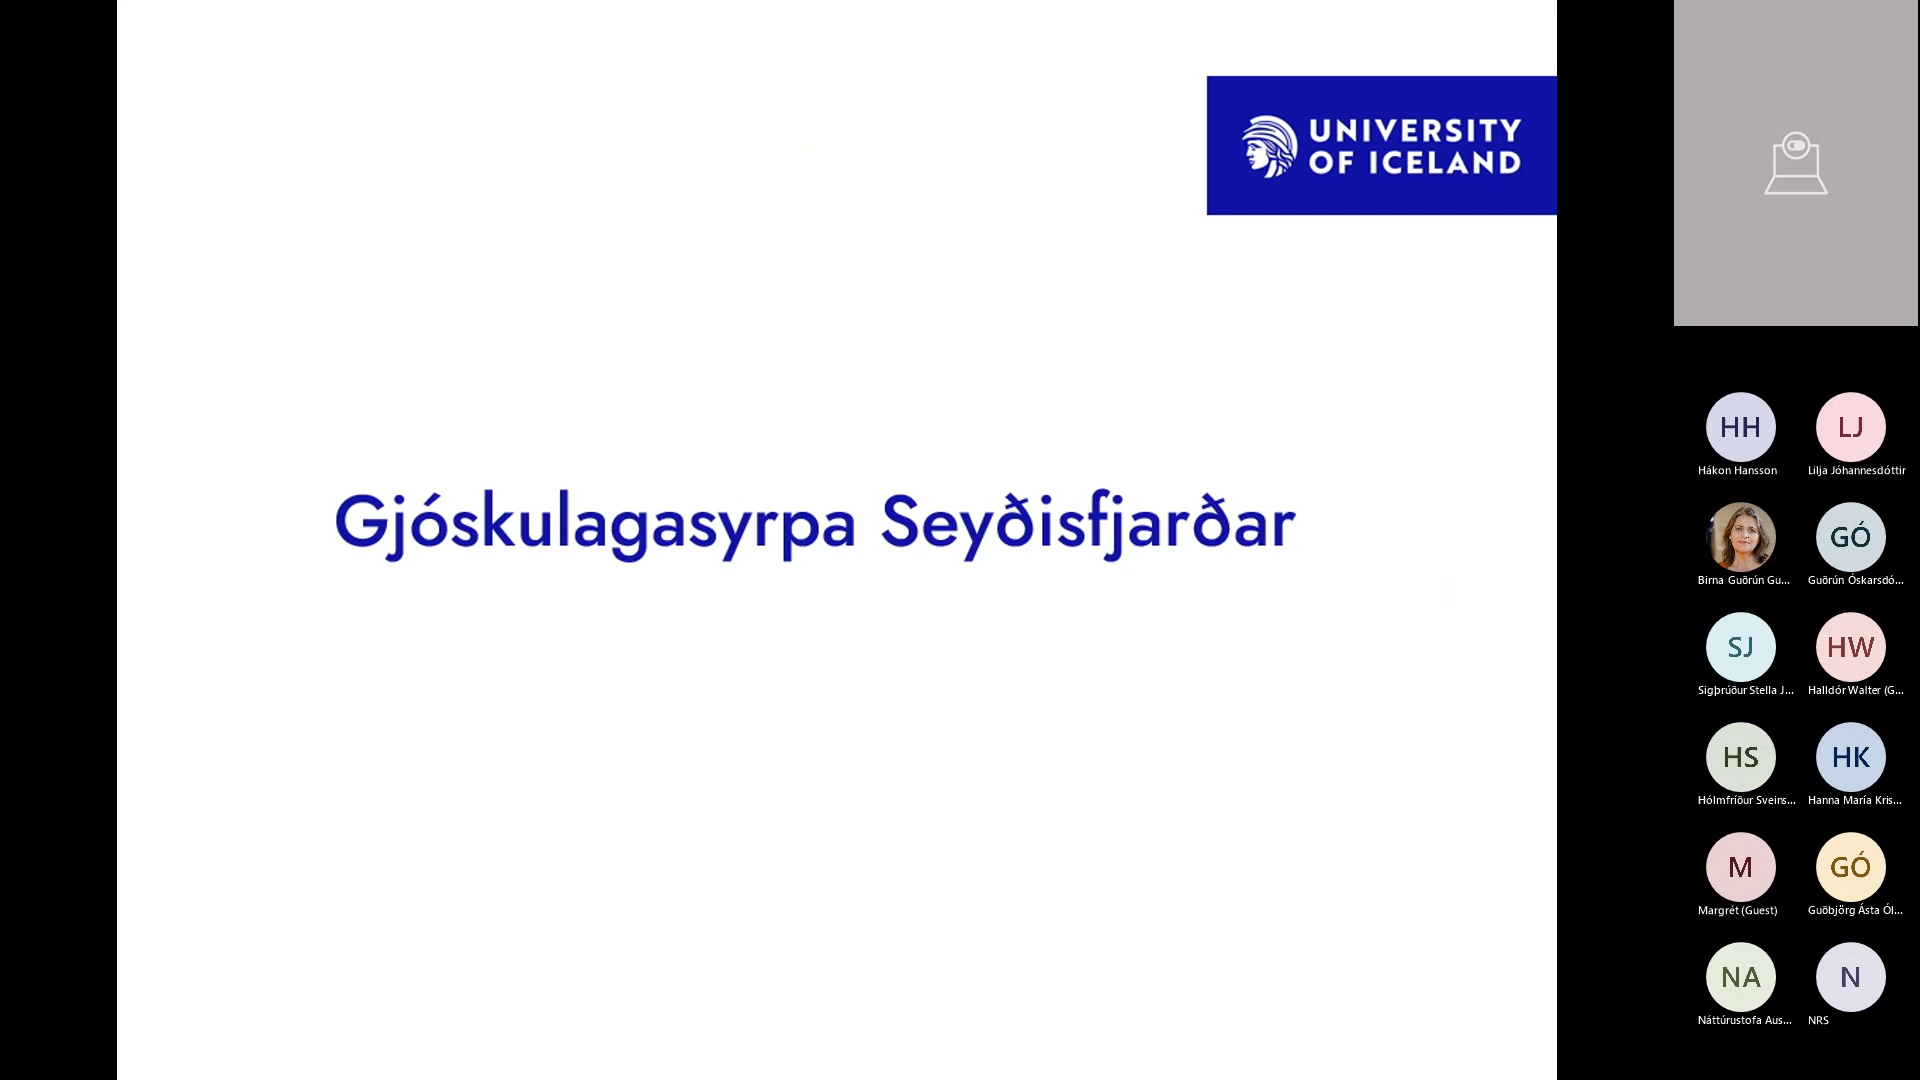 UNIVERSITY
OF ICELAND
Gjóskulagasyrpa Seyðisfjarðar
HH
LJ
Hákon Hansson
Lilja Jóhannesdóttir
GÓ
Birna Guðrún Gu...
Guðrún Óskarsdó...
SJ
HW
Sigþrúður Stella J...
Halldór Walter (G...
HS
HK
Hólmfríður Sveins...
Hanna María Kris...
M
GÓ
Margrét (Guest)
Guðbjörg Ásta Ól...
NA
N
Náttúrustofa Aus...
NRS